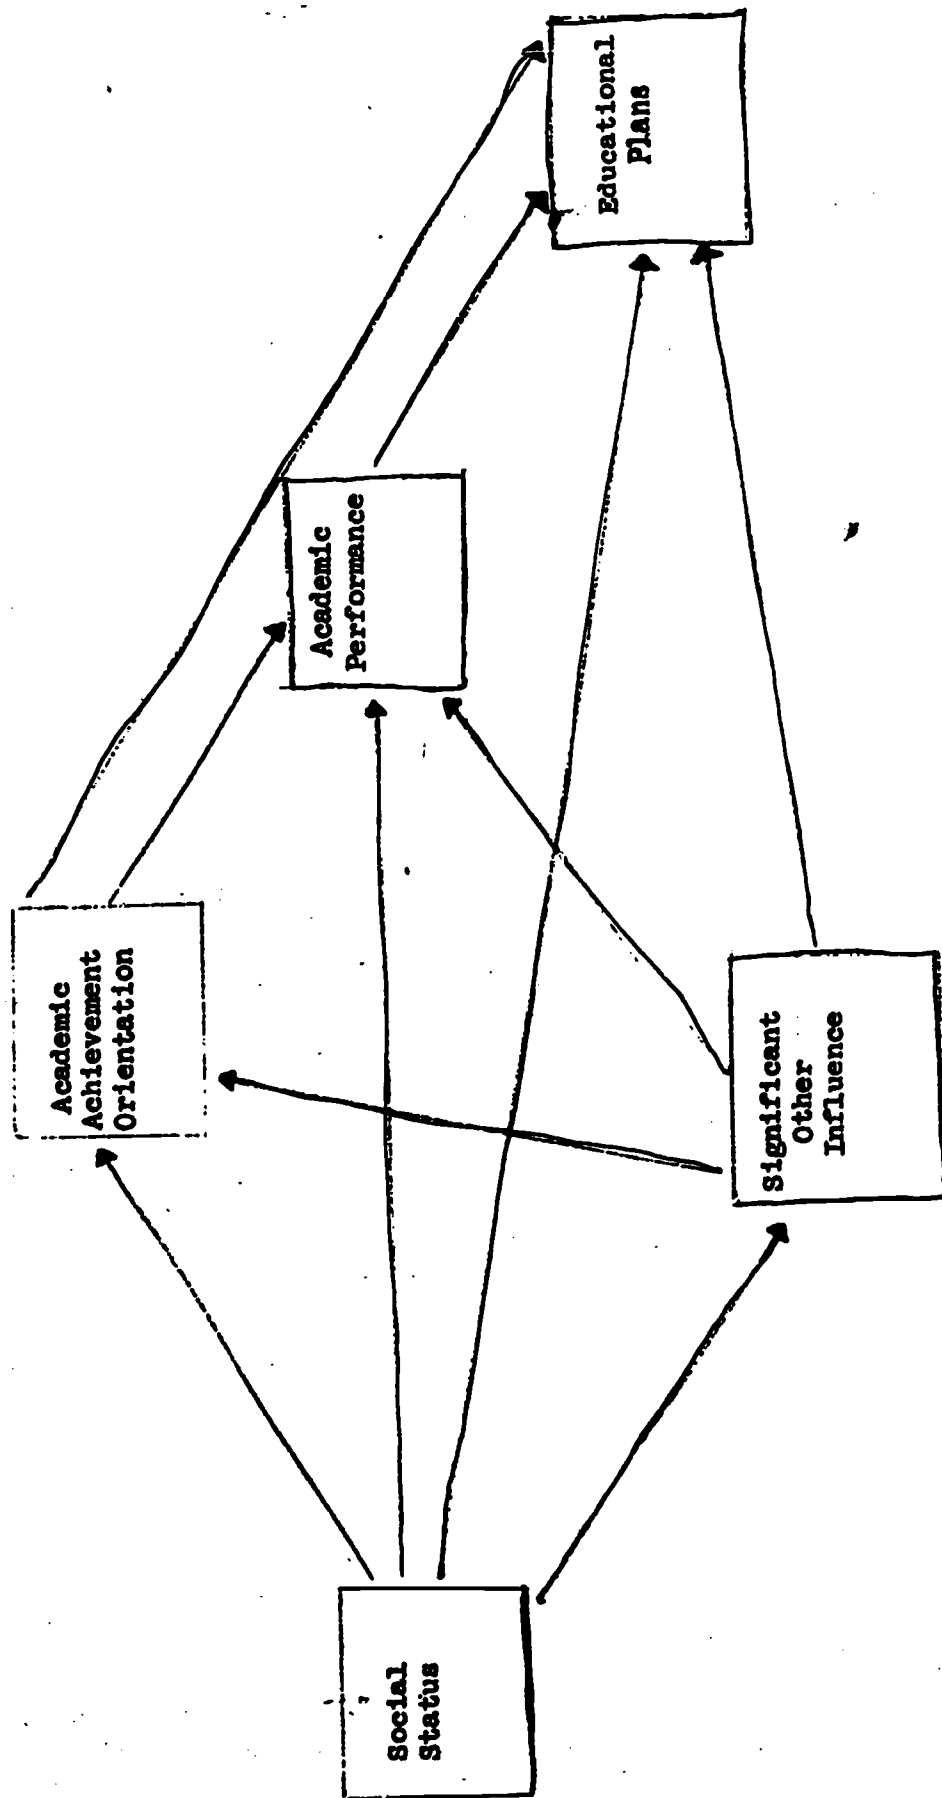 Social
Status
Academic
Achievement
Orientation
Significant
Other
Influence
Academic
Performance
Educational
Plans